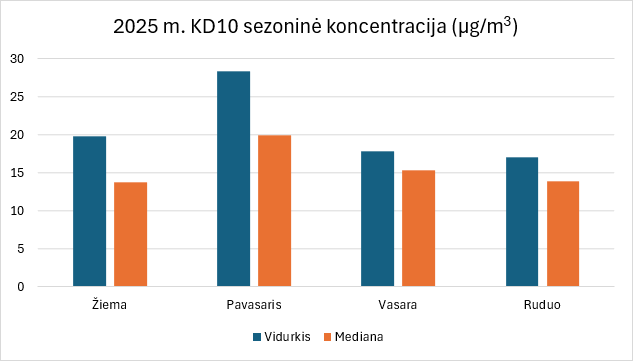 2025 m. KD10 sezoninė koncentracija (µg/m³)
30
25
20
15
10
5
0
Žiema Pavasaris Vasara Ruduo
Vidurkis Mediana